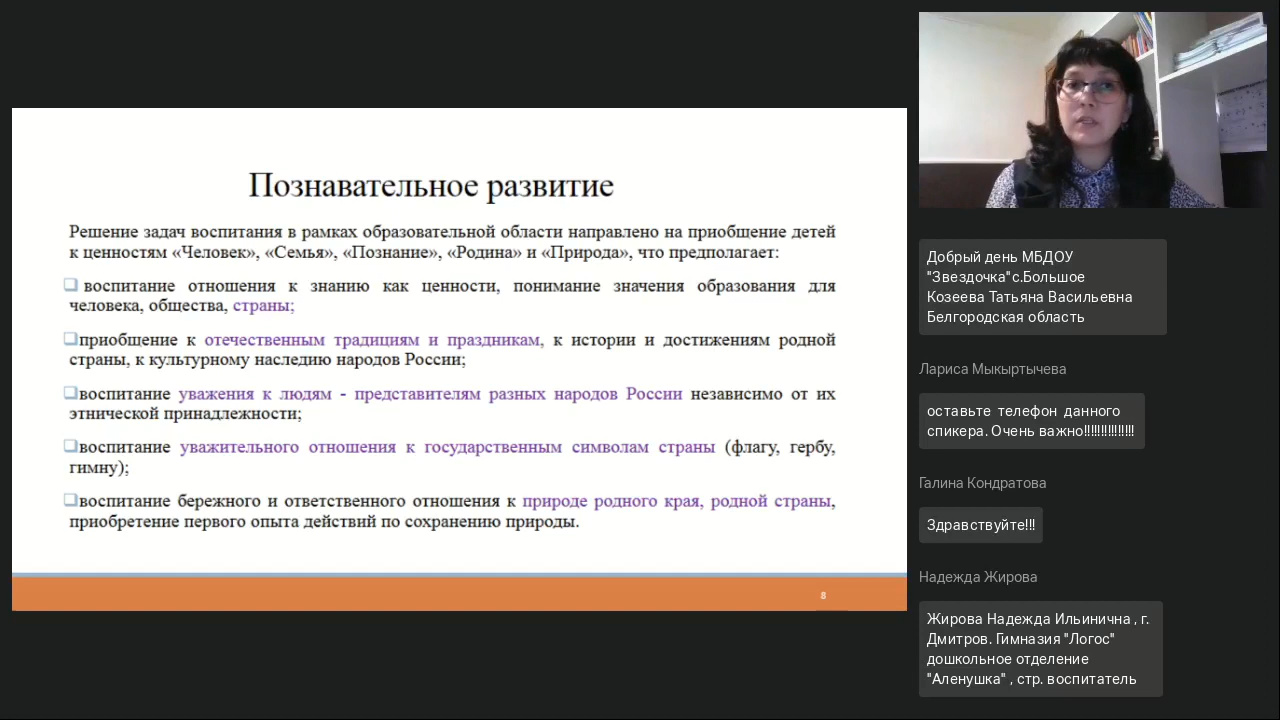 Познавательное развитие
Решение задач воспитания в рамках образовательной области направлено на приобщение детей
к ценностям «Человек», «Семья», «Познание», «Родина» и «Природа», что предполагает:
воспитание отношения к знанию как ценности, понимание значения образования для
человека, общества, страны;
приобщение к отечественным традициям и праздникам, к истории и достижениям родной
страны, к культурному наследию народов России;
воспитание уважения к людям - представителям разных народов России независимо от их
этнической принадлежности;
воспитание уважительного отношения к государственным символам страны (флагу, гербу,
гимну);
воспитание бережного и ответственного отношения к природе родного края, родной страны,
приобретение первого опыта действий по сохранению природы.
8
Добрый день МБДОУ
"Звездочка"с.Большое
Козеева Татьяна Васильевна
Белгородская область
Лариса Мыкыртычева
оставьте телефон данного
спикера. Очень важно!!!!!!!!!!!!!!!
Галина Кондратова
Здравствуйте!!!
Надежда Жирова
Жирова Надежда Ильинична , г.
Дмитров. Гимназия "Логос"
дошкольное отделение
"Аленушка" , стр. воспитатель